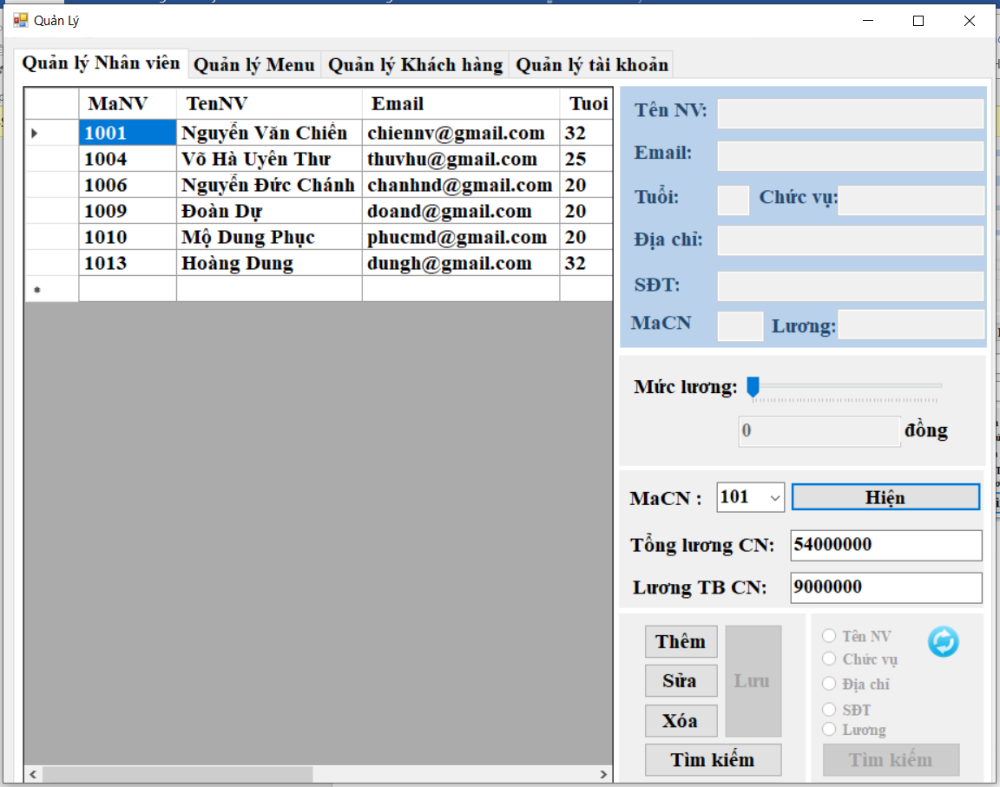 Quản Lý
Quản lý Nhân viên Quản lý Menu Quản lý Khách hàng Quản lý tài khoản
MaNV TenNV Email Tuoi
1001 Nguyễn Văn Chiến chiennv@gmail.com 32
1004 Võ Hà Uyên Thư thuvhu@gmail.com 25
1006 Nguyễn Đức Chánh chanhnd@gmail.com 20
1009 Đoàn Dự doand@gmail.com 20
1010 Mộ Dung Phục phucmd@gmail.com 20
1013 Hoàng Dung dungh@gmail.com 32
Tên NV:
Email:
Tuổi: Chức vụ:
Địa chỉ:
SĐT:
MaCN Lương:
Mức lương:
0 đồng
MaCN : 101 Hiện
Tổng lương CN: 54000000
Lương TB CN: 9000000
Thêm
Sửa
Xóa
Lưu
Tìm kiếm
Tên NV
Chức vụ
Địa chỉ
SĐT
Lương
Tìm kiếm